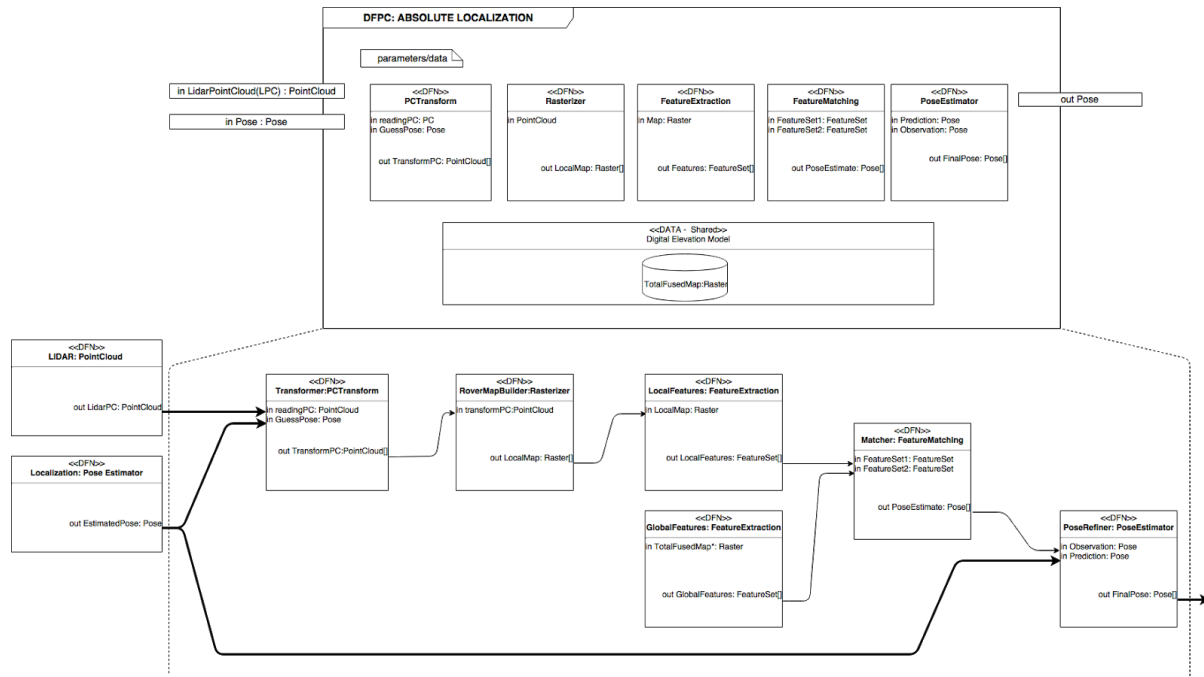 DFPC: ABSOLUTE LOCALIZATION
parameters/data
in LidarPointCloud(LPC) : PointCloud
in Pose : Pose
out Pose
<<DFN>>
PCTransform
in readingPC: PC
in GuessPose: Pose
out TransformPC: PointCloud[]
<<DFN>>
Rasterizer
in PointCloud
out LocalMap: Raster[]
<<DFN>>
FeatureExtraction
in Map: Raster
out Features: FeatureSet[]
<<DFN>>
FeatureMatching
in FeatureSet1: FeatureSet
in FeatureSet2: FeatureSet
out PoseEstimate: Pose[]
<<DFN>>
PoseEstimator
in Prediction: Pose
in Observation: Pose
out FinalPose: Pose[]
<<DATA - Shared>>
Digital Elevation Model
TotalFusedMap:Raster
<<DFN>>
LIDAR: PointCloud
out LidarPC: PointCloud
<<DFN>>
Localization: Pose Estimator
out EstimatedPose: Pose
<<DFN>>
Transformer:PCTransform
in readingPC: PointCloud
in GuessPose: Pose
out TransformPC:PointCloud[]
<<DFN>>
RoverMapBuilder:Rasterizer
in transformPC:PointCloud
out LocalMap: Raster[]
<<DFN>>
LocalFeatures: FeatureExtraction
in LocalMap: Raster
out LocalFeatures: FeatureSet[]
<<DFN>>
GlobalFeatures: FeatureExtraction
in TotalFusedMap*: Raster
out GlobalFeatures: FeatureSet[]
<<DFN>>
Matcher: FeatureMatching
in FeatureSet1: FeatureSet
in FeatureSet2: FeatureSet
out PoseEstimate: Pose[]
<<DFN>>
PoseRefiner: PoseEstimator
in Observation: Pose
in Prediction: Pose
out FinalPose: Pose[]